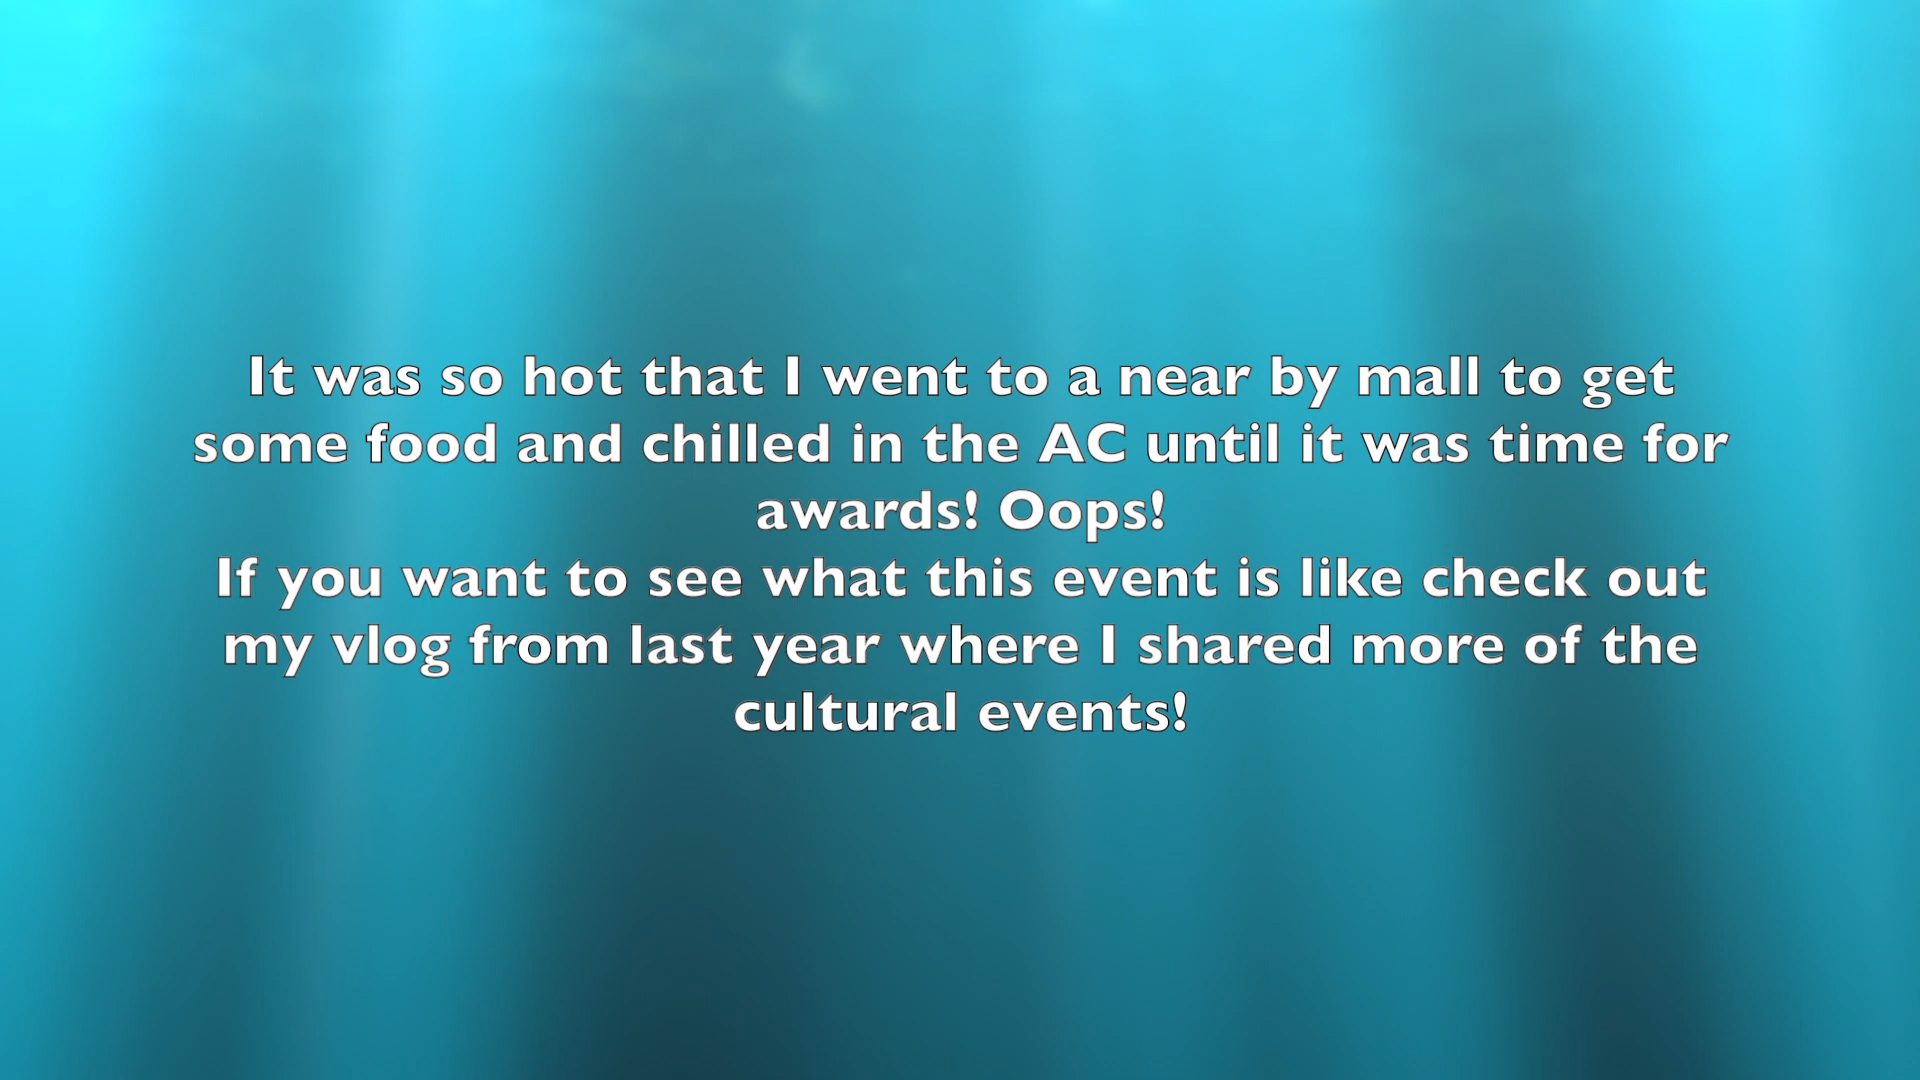 It was so hot that I went to a near by mall to get
some food and chilled in the AC until it was time for
awards! Oops!
If you want to see what this event is like check out
my vlog from last year where I shared more of the
cultural events!